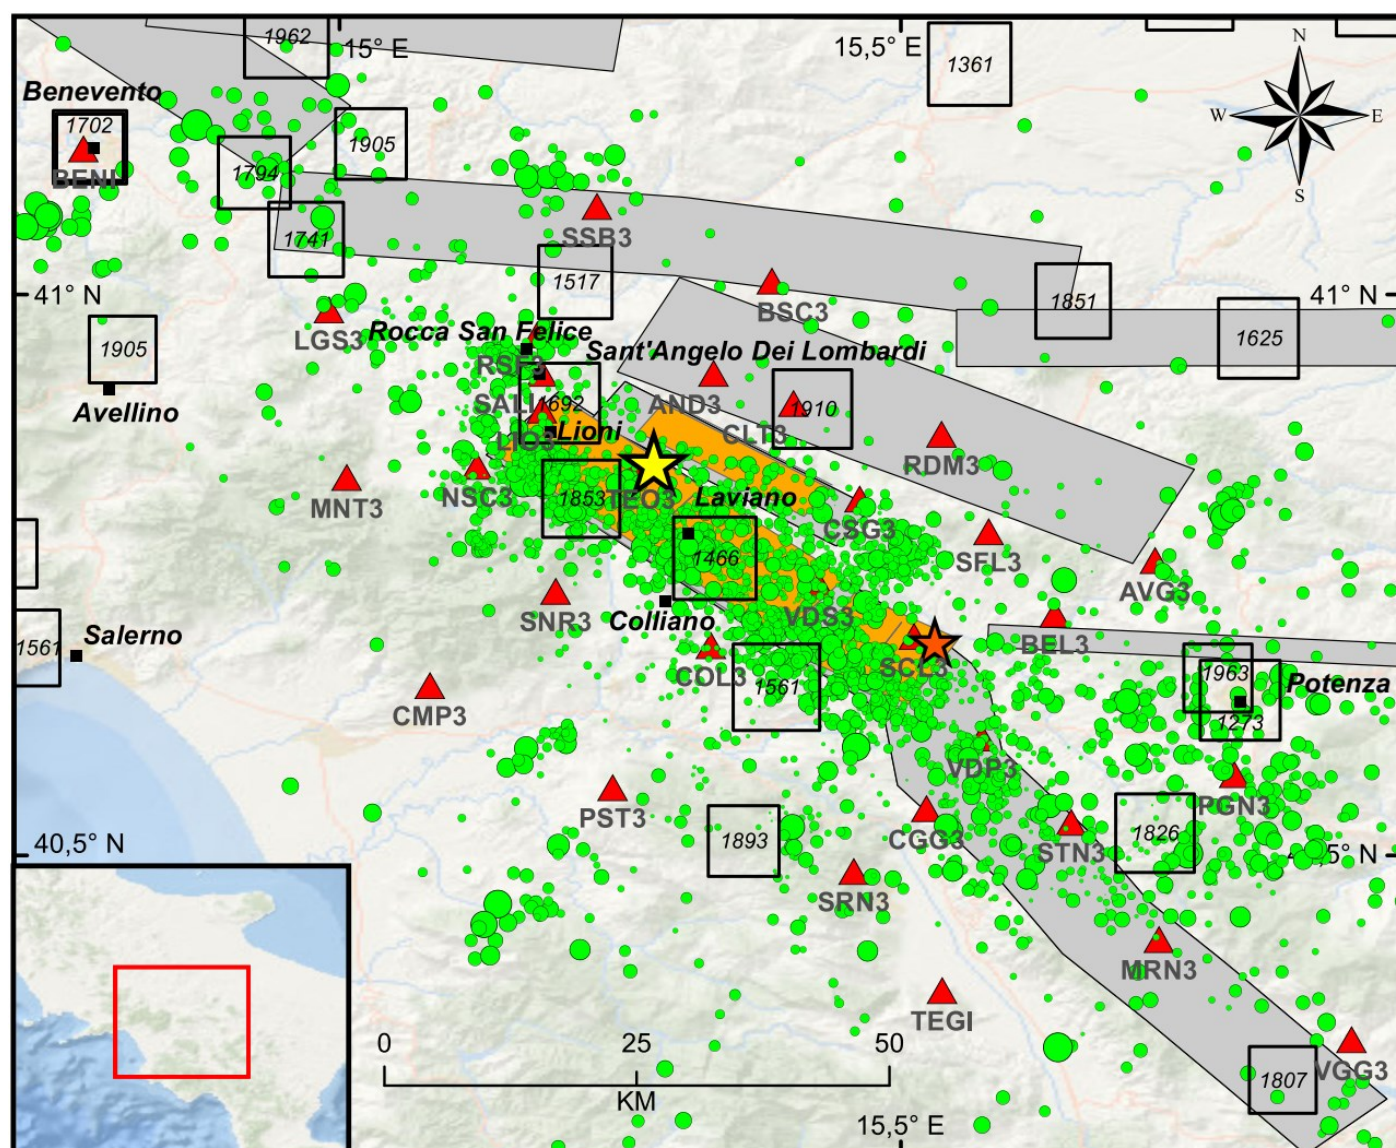 1962
15° E
15,5° E
1361
N
W
E
S
Benevento
1702
BENI
1905
1794
1741
SSB3
1517
41° N
BSC3
1851
41° N
1625
LGS3
Rocca San Felice
1905
RSF3
Sant'Angelo Dei Lombardi
Avellino
SALI
1692
AND3
1910
CLT3
LIO3
Lioni
RDM3
NSC3
MNT3
1853
TEO3
Laviano
CSG3
SFL3
1466
AVG3
SNR3
Colliano
VDS3
1561
Salerno
BEL3
COL3
SCL3
1561
1963
Potenza
CMP3
1273
VDP3
PST3
PGN3
CGG3
1826
STN3
40,5° N
1893
5° N
SRN3
MRN3
TEGI
0
25
50
KM
VGG3
1807
15,5° E